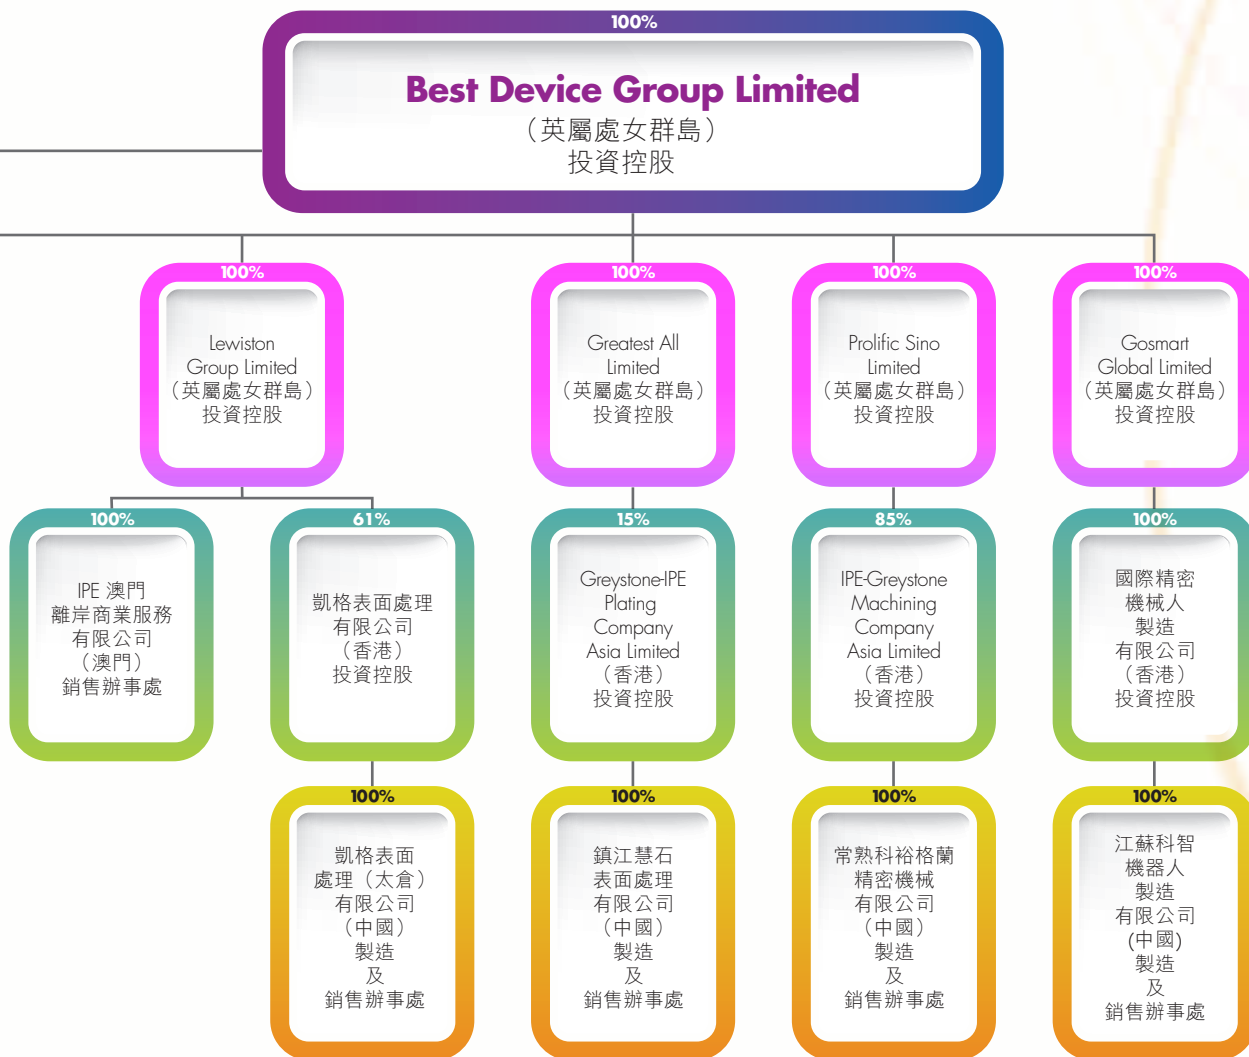 100%
Best Device Group Limited
（英屬處女群島）
投資控股
100%
Lewiston
Group Limited
（英屬處女群島）
投資控股
100%
Greatest All
Limited
（英屬處女群島）
投資控股
100%
Prolific Sino
Limited
（英屬處女群島）
投資控股
100%
Gosmart
Global Limited
（英屬處女群島）
投資控股
100%
IPE 澳門
離岸商業服務
有限公司
（澳門）
銷售辦事處
61%
凱格表面處理
有限公司
（香港）
投資控股
15%
Greystone-IPE
Plating
Company
Asia Limited
（香港）
投資控股
85%
IPE-Greystone
Machining
Company
Asia Limited
（香港）
投資控股
100%
國際精密
機械人
製造
有限公司
（香港）
投資控股
100%
凱格表面
處理（太倉）
有限公司
（中國）
製造
及
銷售辦事處
100%
鎮江慧石
表面處理
有限公司
（中國）
製造
及
銷售辦事處
100%
常熟科裕格蘭
精密機械
有限公司
（中國）
製造
及
銷售辦事處
100%
江蘇科智
機器人
製造
有限公司
(中國)
製造
及
銷售辦事處